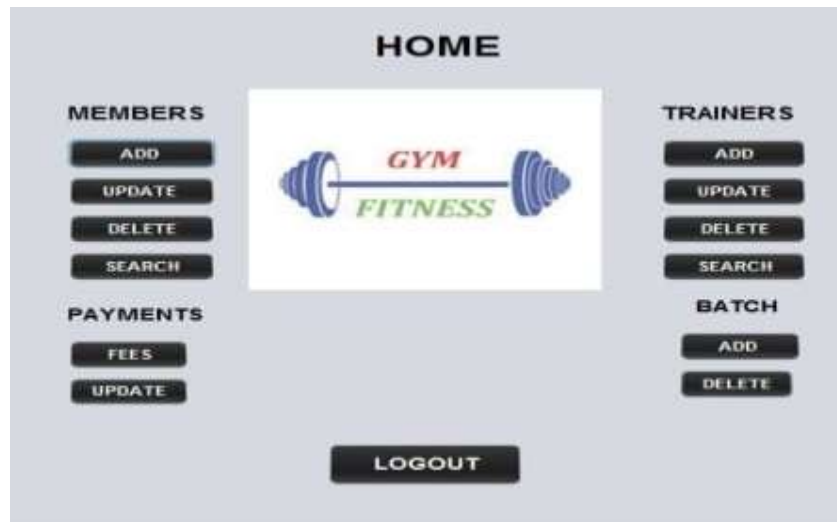 HOME
MEMBERS
ADD
UPDATE
DELETE
SEARCH
PAYMENTS
FEES
UPDATE
GYM
FITNESS
TRAINERS
ADD
UPDATE
DELETE
SEARCH
BATCH
ADD
DELETE
LOGOUT